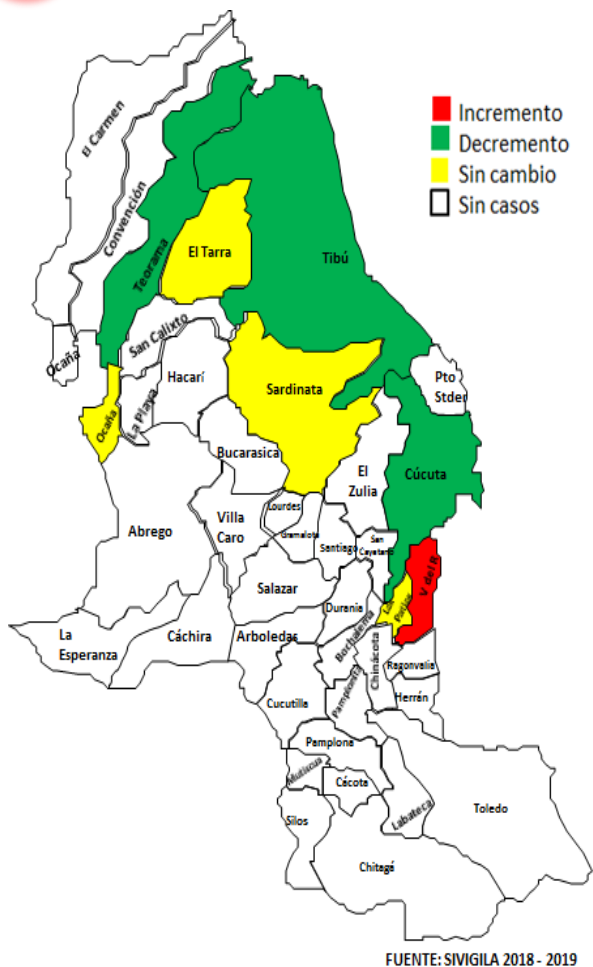 Incremento
Decremento
Sin cambio
Sin casos
El Carmen
Convención
Teorama
El Tarra
Tibú
San Calixto
Ocaña
Hacarí
La Playa
Ocaña
Sardinata
Pto
Stder
Bucarasica
El
Zulia
Cúcuta
Abrego
Villa
Caro
Lourdes
Gramalote
Santiago
San
Cayetano
V del R
Los
Patios
Salazar
Durania
La
Esperanza
Cáchira
Arboledas
Bochalema
Chinácota
Ragonvalia
Herrán
Cucutilla
Pamplonita
Pamplona
Mutiscua
Cácota
Labateca
Toledo
Silos
Chitagá
FUENTE: SIVIGILA 2018 - 2019